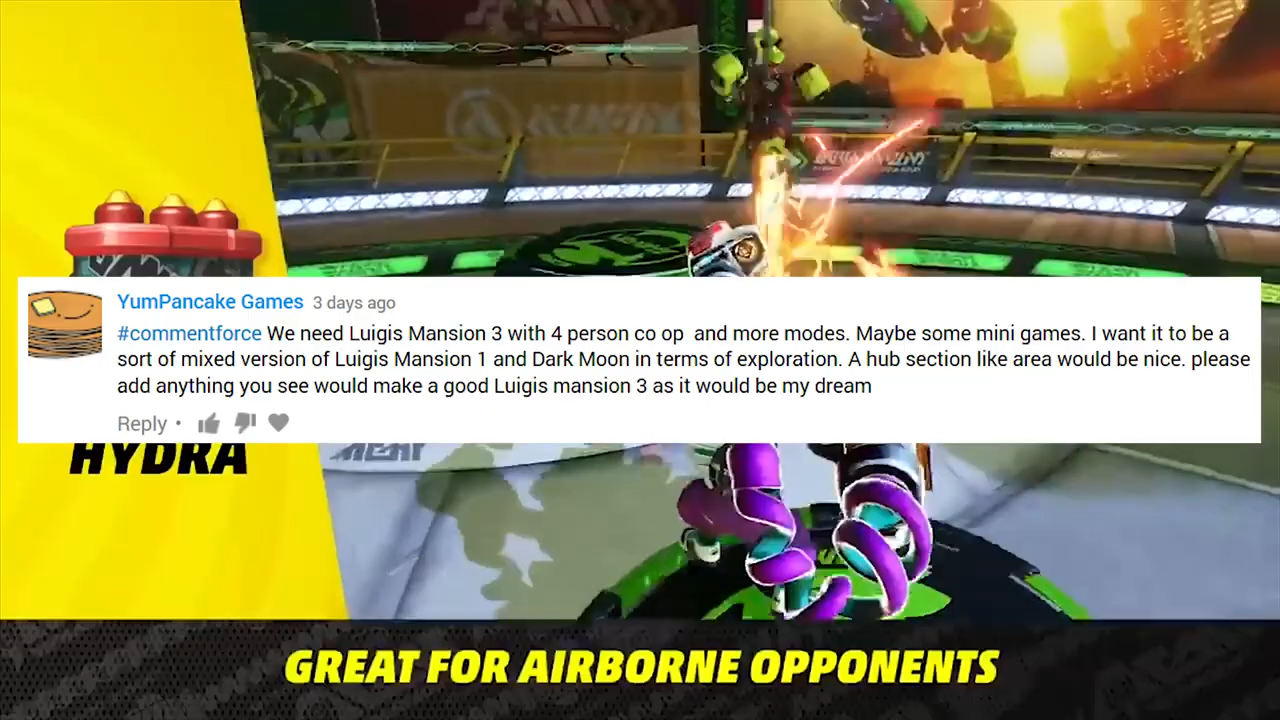 YumPancake Games 3 days ago
#commentforce We need Luigis Mansion 3 with 4 person co op and more modes. Maybe some mini games. I want it to be a
sort of mixed version of Luigis Mansion 1 and Dark Moon in terms of exploration. A hub section like area would be nice. please
add anything you see would make a good Luigis mansion 3 as it would be my dream
Reply •
HYDRA
GREAT FOR AIRBORNE OPPONENTS